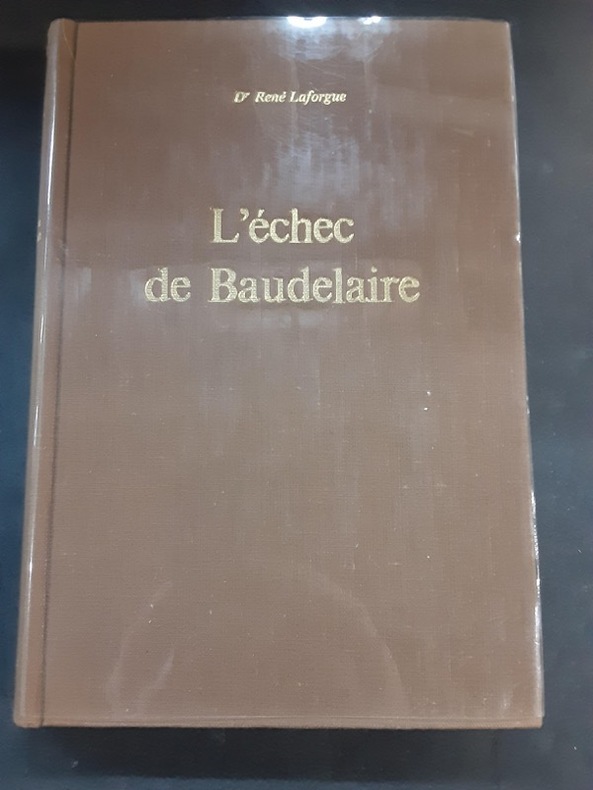 Dr René Laforgue
L'échec
de Baudelaire